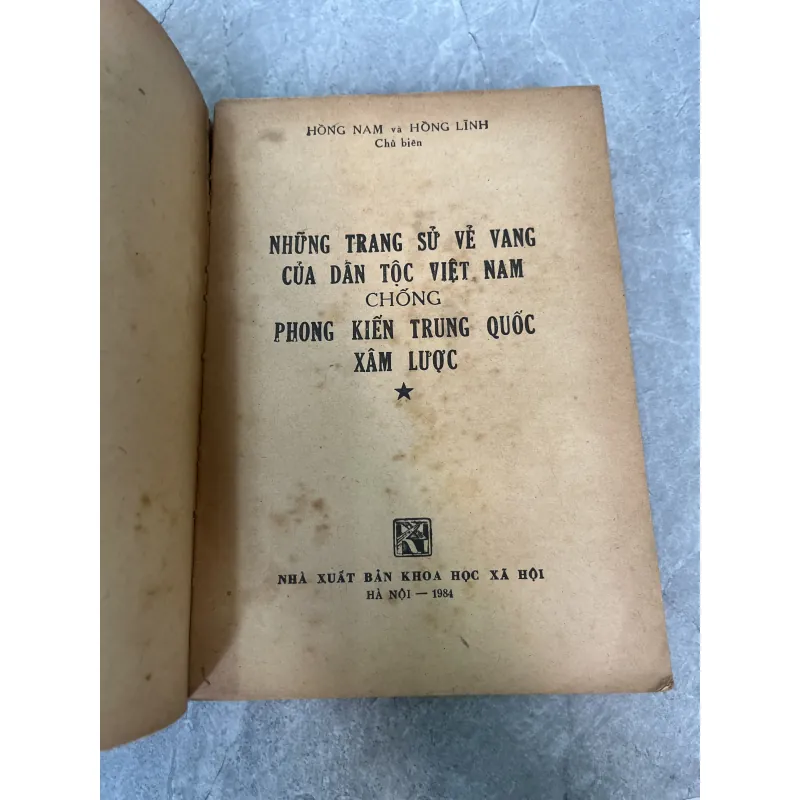 HỒNG NAM và HỒNG LĨNH
Chủ biên
NHỮNG TRANG SỬ VẺ VANG
CỦA DÂN TỘC VIỆT NAM
CHỐNG
PHONG KIẾN TRUNG QUỐC
XÂM LƯỢC
NHÀ XUẤT BẢN KHOA HỌC XÃ HỘI
HÀ NỘI — 1984